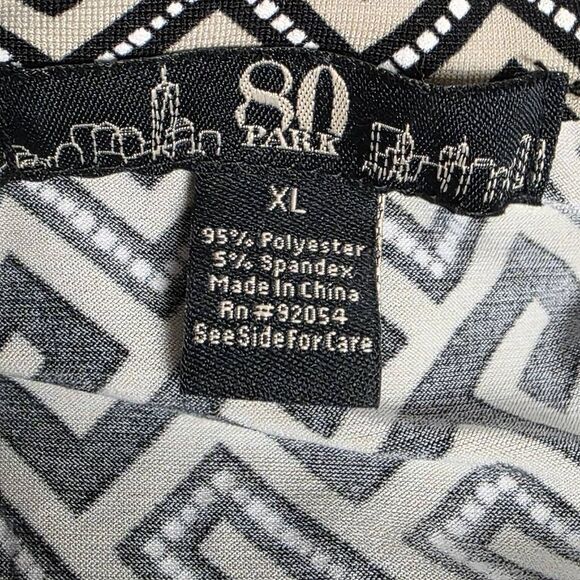 80
PARK
XL
95% Polyester
5% Spandex
Made In China
Rn #92054
See Side For Care